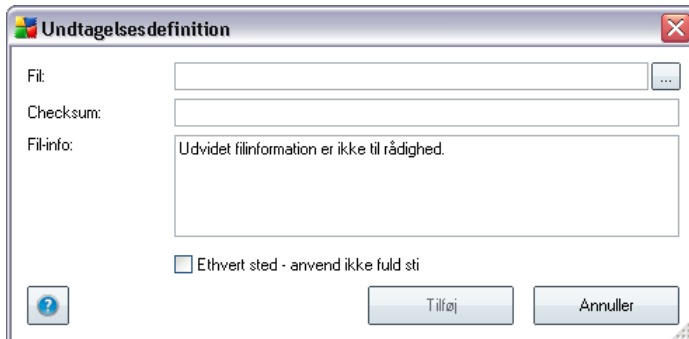 Undtagelsesdefinition
Fil:
...
Checksum:
Fil-info:
Udvidet filinformation er ikke til rådighed.
Ethvert sted - anvend ikke fuld sti
?
Tilføj
Annuller